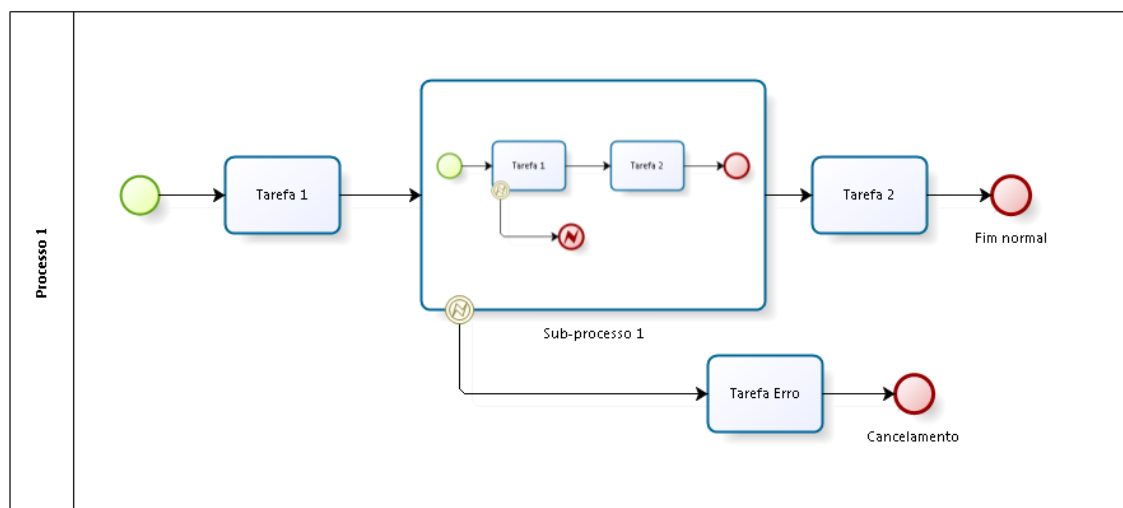 Processo 1
Tarefa 1
Tarefa 1
Tarefa 2
Tarefa 2
Fim normal
Sub-processo 1
Tarefa Erro
Cancelamento